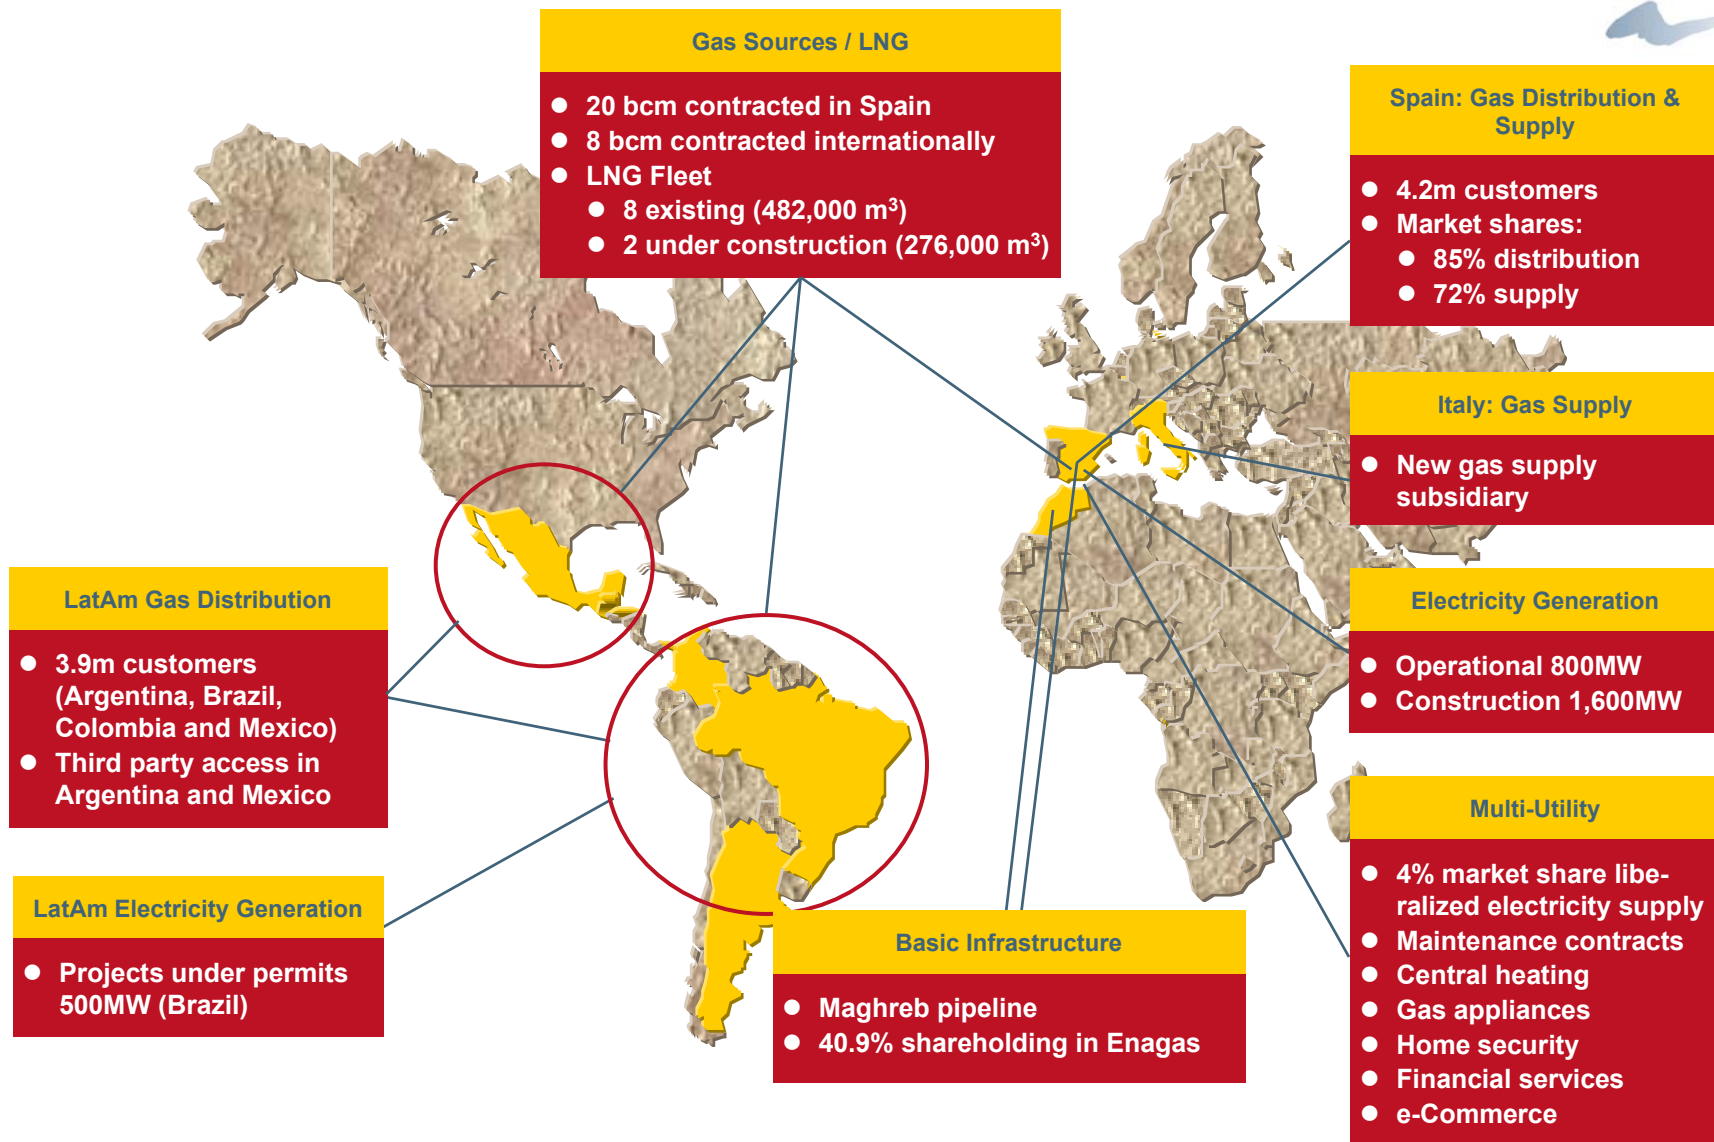 Gas Sources / LNG
20 bcm contracted in Spain
8 bcm contracted internationally
LNG Fleet
8 existing (482,000 m³)
2 under construction (276,000 m³)
Spain: Gas Distribution &
Supply
4.2m customers
Market shares:
85% distribution
72% supply
Italy: Gas Supply
New gas supply
subsidiary
LatAm Gas Distribution
3.9m customers
(Argentina, Brazil,
Colombia and Mexico)
Third party access in
Argentina and Mexico
Electricity Generation
Operational 800MW
Construction 1,600MW
LatAm Electricity Generation
Projects under permits
500MW (Brazil)
Basic Infrastructure
Maghreb pipeline
40.9% shareholding in Enagas
Multi-Utility
4% market share libe-
ralized electricity supply
Maintenance contracts
Central heating
Gas appliances
Home security
Financial services
e-Commerce